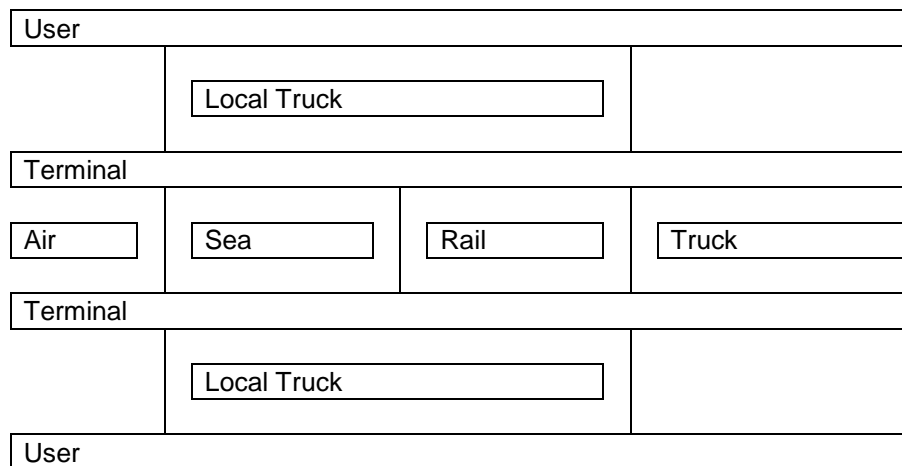 User
Local Truck
Terminal
Air Sea Rail Truck
Terminal
Local Truck
User